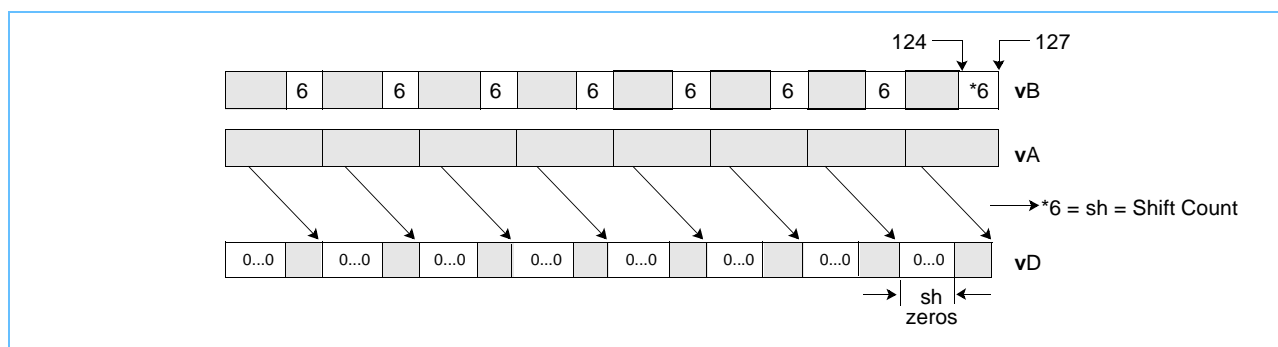 124 127
6 6 6 6 6 6 6 *6 vB
vA
*6 = sh = Shift Count
0...0 0...0 0...0 0...0 0...0 0...0 0...0 0...0 vD
sh
zeros